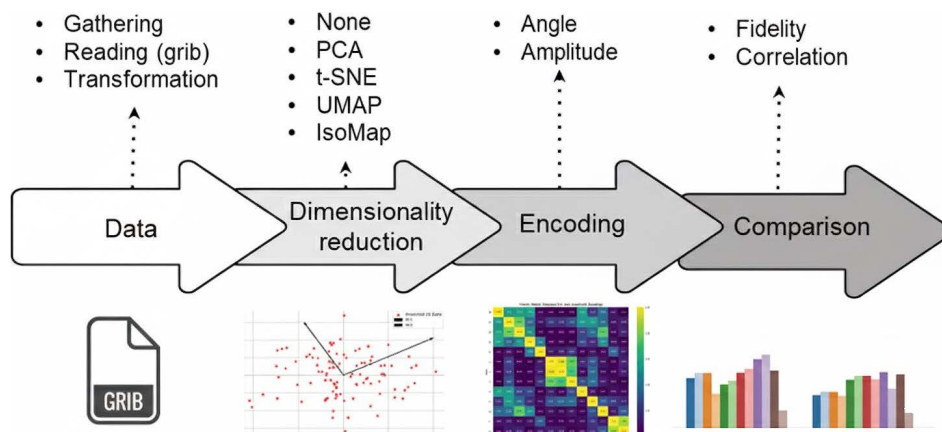 • Gathering
• Reading (grib)
• Transformation
• None
• PCA
• t-SNE
• UMAP
• IsoMap
• Angle
• Amplitude
• Fidelity
• Correlation
Data
Dimensionality
reduction
Encoding
Comparison
GRIB